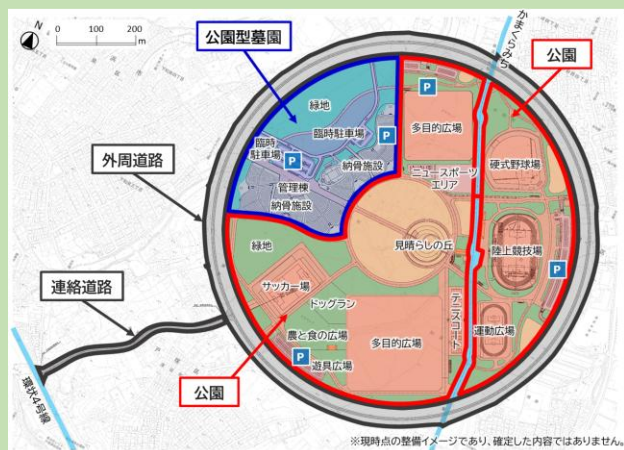 N
0 100 200
m
公園型墓園
かまくらみち
公園
P
緑地
多目的広場
臨時駐車場
P
臨時
駐車場
P
硬式野球場
外周道路
納骨施設
ニュースポーツ
エリア
管理棟
納骨施設
緑地
見晴らしの丘
陸上競技場
P
連絡道路
サッカー場
ドッグラン
テニスコート
農と食の広場
多目的広場
運動広場
P
遊具広場
公園
環状4号線
※現時点の整備イメージであり、確定した内容ではありません。